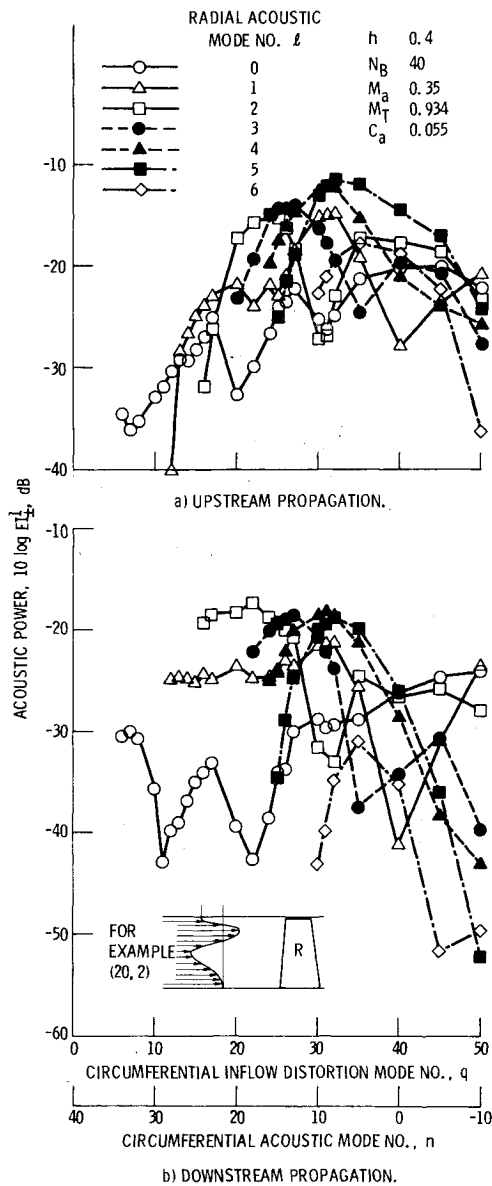 RADIAL ACOUSTIC
MODE NO. ℓ
0
1
2
3
4
5
6
h 0.4
N_B 40
M_a 0.35
M_T 0.934
C_a 0.055
-10
-20
-30
-40
a) UPSTREAM PROPAGATION.
ACOUSTIC POWER, 10 log
dB
-10
-20
-30
-40
-50
-60
FOR
EXAMPLE
(20, 2)
R
0 10 20 30 40 50
CIRCUMFERENTIAL INFLOW DISTORTION MODE NO., q
40 30 20 10 0 -10
CIRCUMFERENTIAL ACOUSTIC MODE NO., n
b) DOWNSTREAM PROPAGATION.